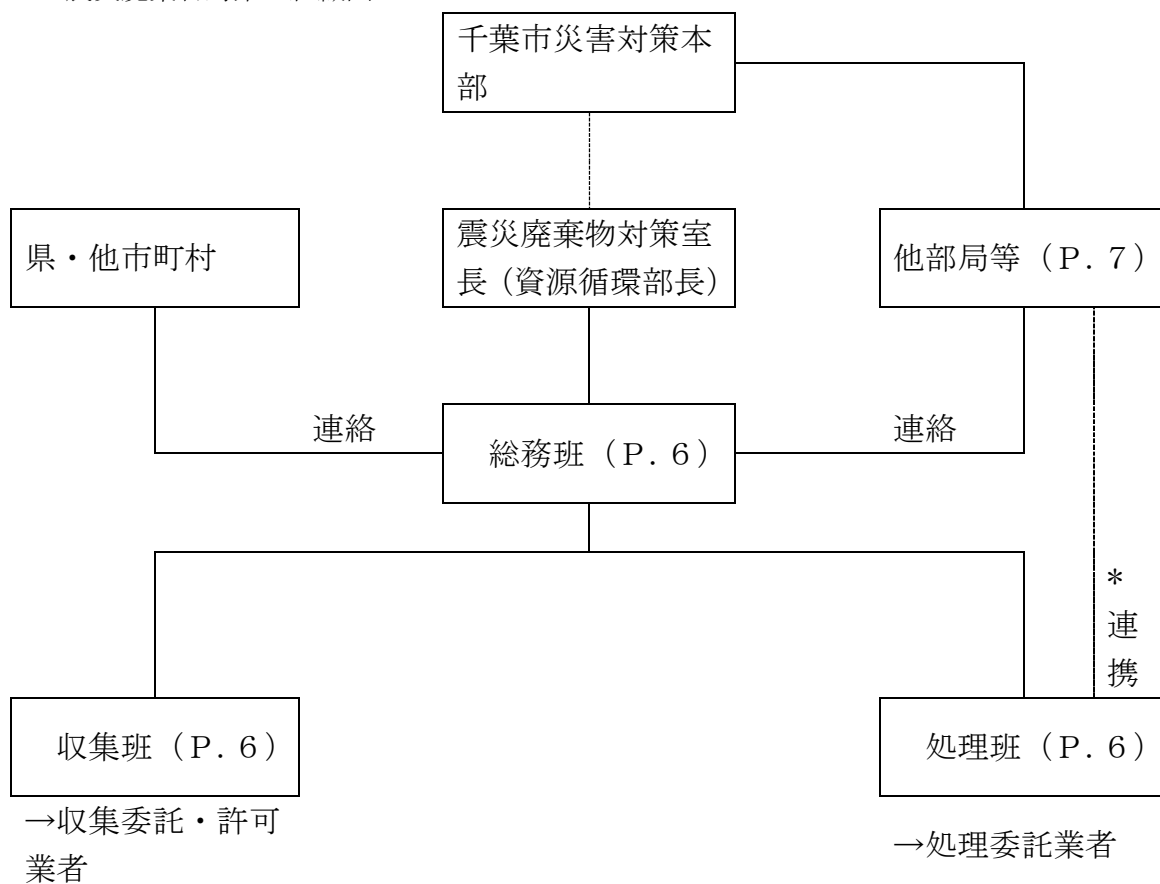 千葉市災害対策本
部
県・他市町村
震災廃棄物対策室
長（資源循環部長）
他部局等（Ｐ．７）
連絡
総務班（Ｐ．６）
連絡
＊
連
携
収集班（Ｐ．６）
処理班（Ｐ．６）
→収集委託・許可
業者
→処理委託業者